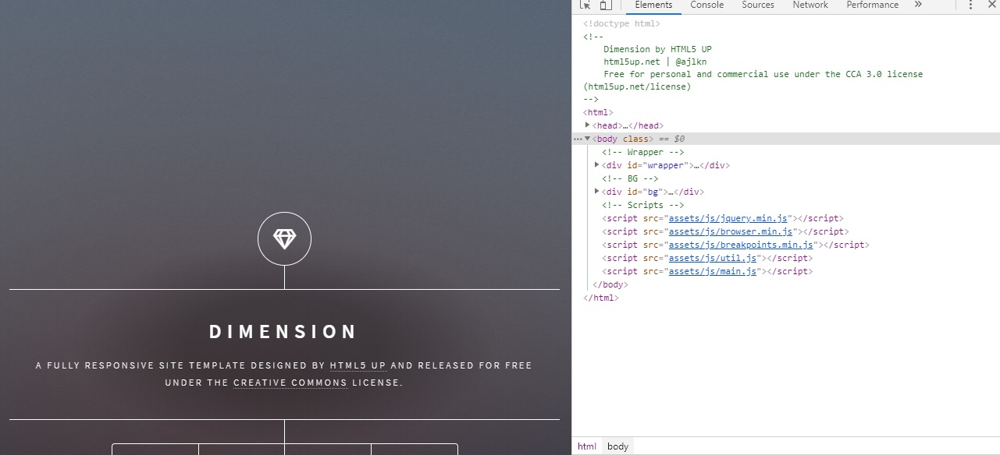 DIMENSION
A FULLY RESPONSIVE SITE TEMPLATE DESIGNED BY HTML5 UP AND RELEASED FOR FREE
UNDER THE CREATIVE COMMONS LICENSE.
Elements Console Sources Network Performance »
<!doctype html>
<!--
Dimension by HTML5 UP
html5up.net | @ajlkn
Free for personal and commercial use under the CCA 3.0 license
(html5up.net/license)
-->
<html>
<head>…</head>
<body class> == $0
<!-- Wrapper -->
<div id="wrapper">…</div>
<!-- BG -->
<div id="bg">…</div>
<!-- Scripts -->
<script src="assets/js/jquery.min.js"></script>
<script src="assets/js/browser.min.js"></script>
<script src="assets/js/breakpoints.min.js"></script>
<script src="assets/js/util.js"></script>
<script src="assets/js/main.js"></script>
</body>
</html>
html body